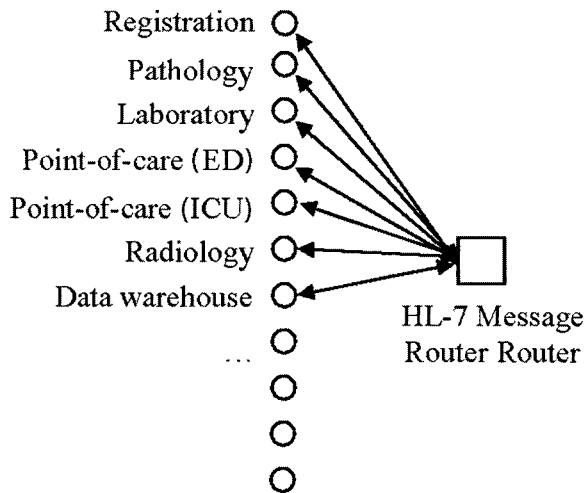 Registration
Pathology
Laboratory
Point-of-care (ED)
Point-of-care (ICU)
Radiology
Data warehouse
...
HL-7 Message
Router Router